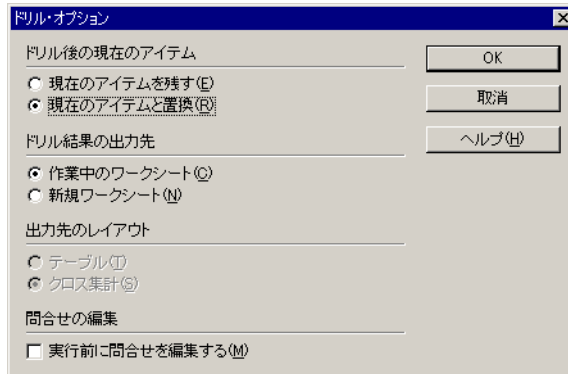 ドリル・オプション
ドリル後の現在のアイテム
現在のアイテムを残す(E)
現在のアイテムと置換(R)
ドリル結果の出力先
作業中のワークシート(C)
新規ワークシート(N)
出力先のレイアウト
テーブル(T)
クロス集計(S)
問合せの編集
実行前に問合せを編集する(M)
OK
取消
ヘルプ(H)